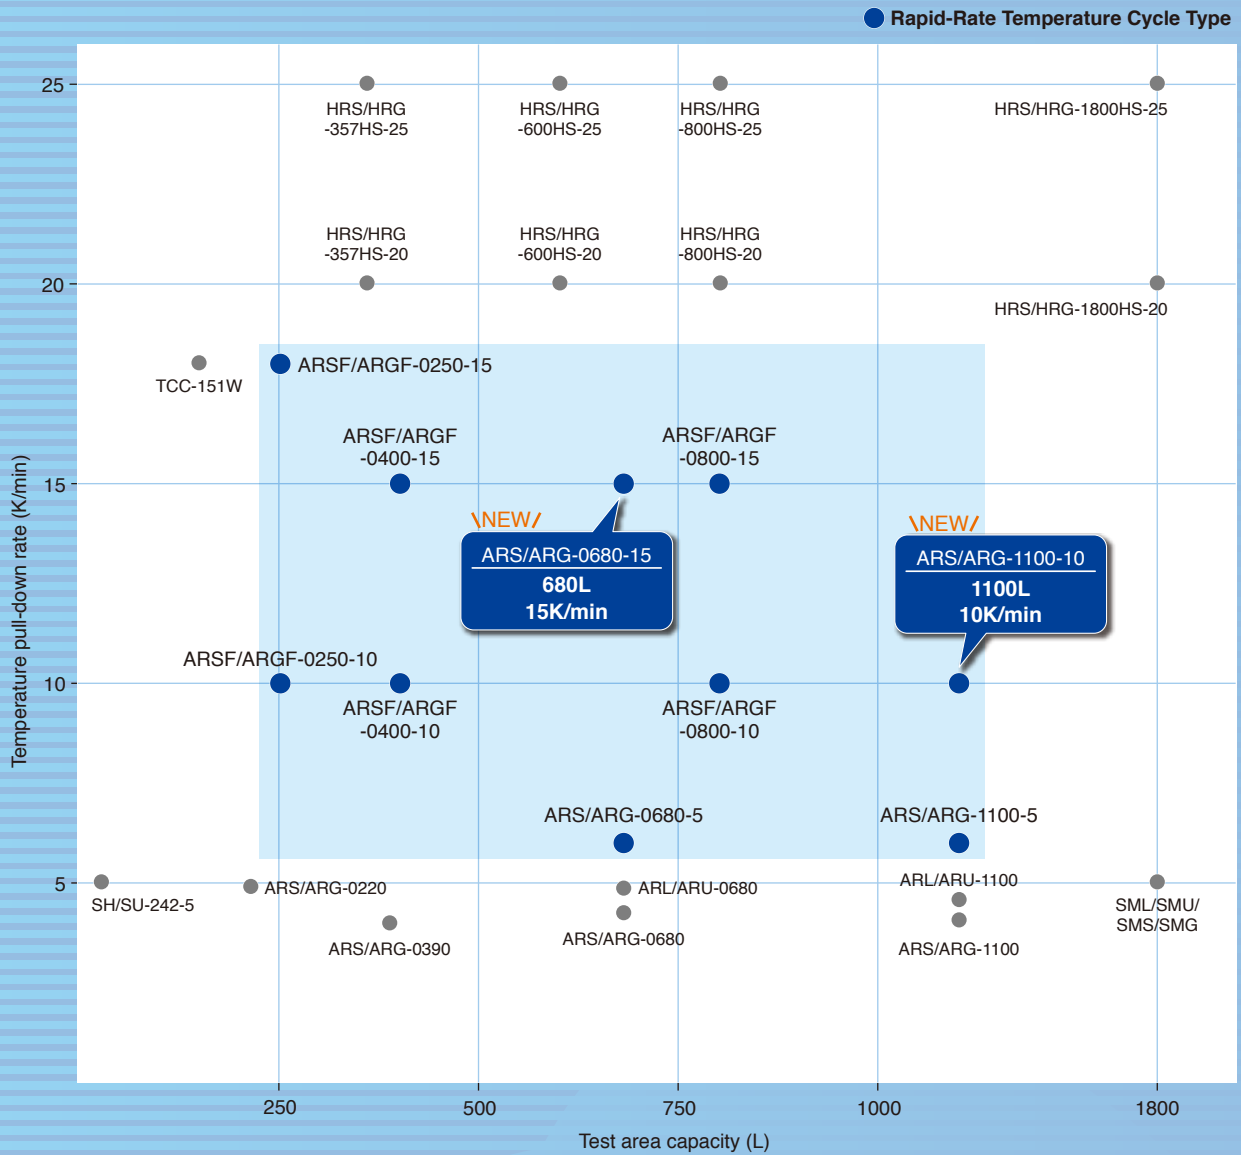 Rapid-Rate Temperature Cycle Type
25
HRS/HRG
-357HS-25
HRS/HRG
-600HS-25
HRS/HRG
-800HS-25
HRS/HRG-1800HS-25
HRS/HRG
-357HS-20
HRS/HRG
-600HS-20
HRS/HRG
-800HS-20
20
HRS/HRG-1800HS-20
TCC-151W
ARSF/ARGF-0250-15
ARSF/ARGF
-0400-15
ARSF/ARGF
-0800-15
15
\NEW/
ARS/ARG-0680-15
680L
15K/min
\NEW/
ARS/ARG-1100-10
1100L
10K/min
Temperature pull-down rate (K/min)
ARSF/ARGF-0250-10
10
ARSF/ARGF
-0400-10
ARSF/ARGF
-0800-10
ARS/ARG-0680-5
ARS/ARG-1100-5
5
SH/SU-242-5
ARS/ARG-0220
ARS/ARG-0390
ARL/ARU-0680
ARS/ARG-0680
ARL/ARU-1100
ARS/ARG-1100
SML/SMU/
SMS/SMG
250
500
750
1000
1800
Test area capacity (L)